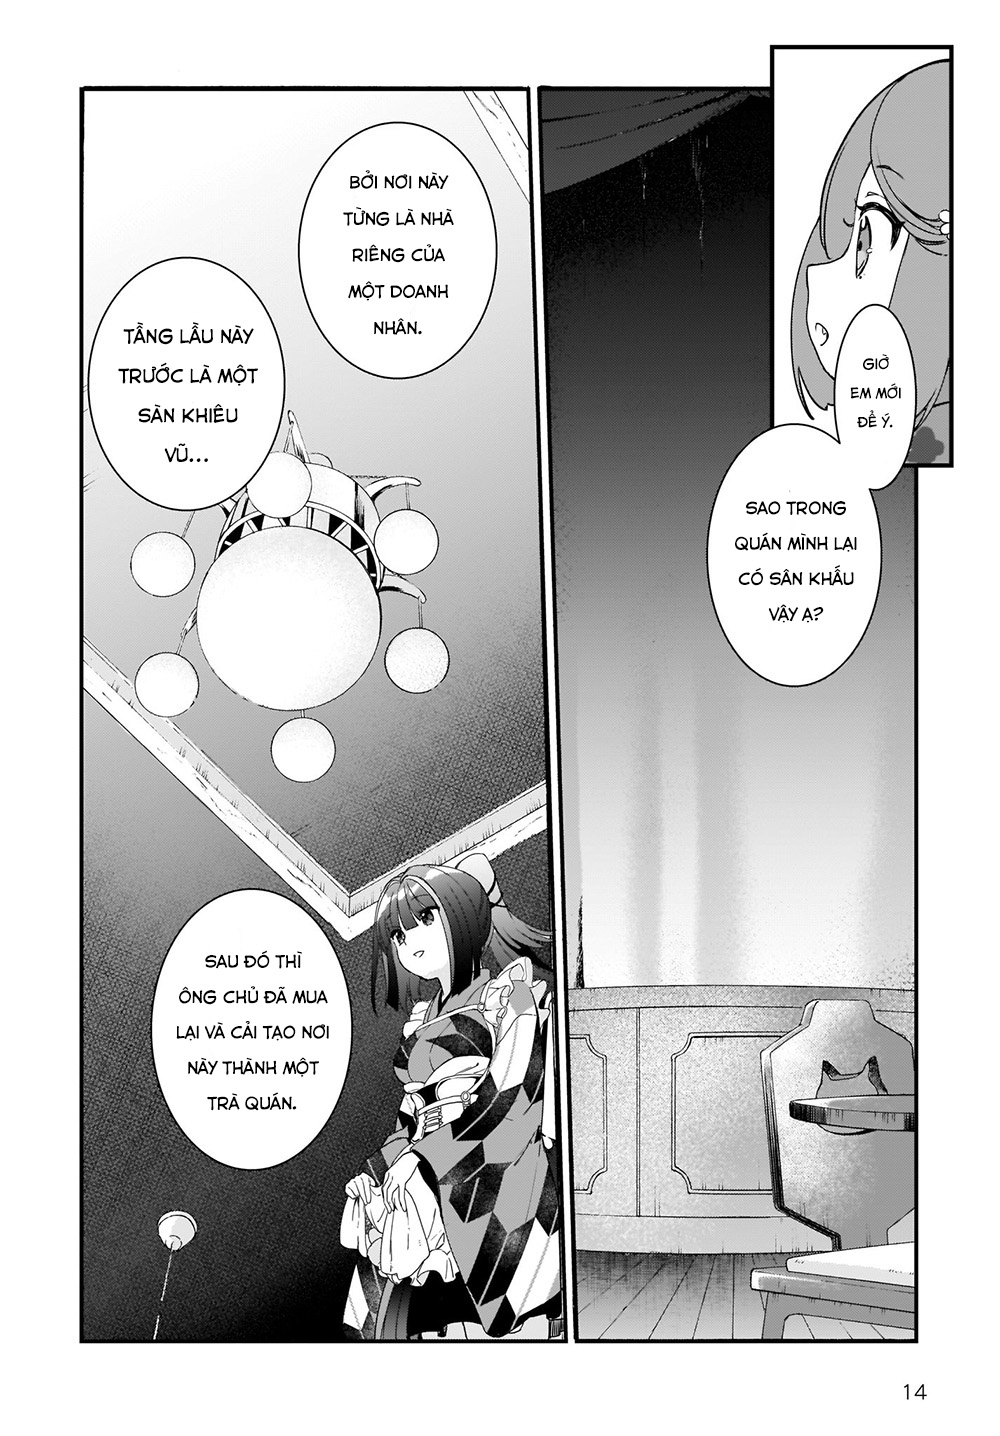 GIỜ
EM MỚI
ĐỂ Ý.
SAO TRONG
QUÁN MÌNH LẠI
CÓ SÂN KHẤU
VẬY Ạ?
BỞI NƠI NÀY
TỪNG LÀ NHÀ
RIÊNG CỦA
MỘT DOANH
NHÂN.
TẦNG LẦU NÀY
TRƯỚC LÀ MỘT
SÀN KHIÊU
VŨ...
SAU ĐÓ THÌ
ÔNG CHỦ ĐÃ MUA
LẠI VÀ CẢI TẠO NƠI
NÀY THÀNH MỘT
TRÀ QUÁN.
14